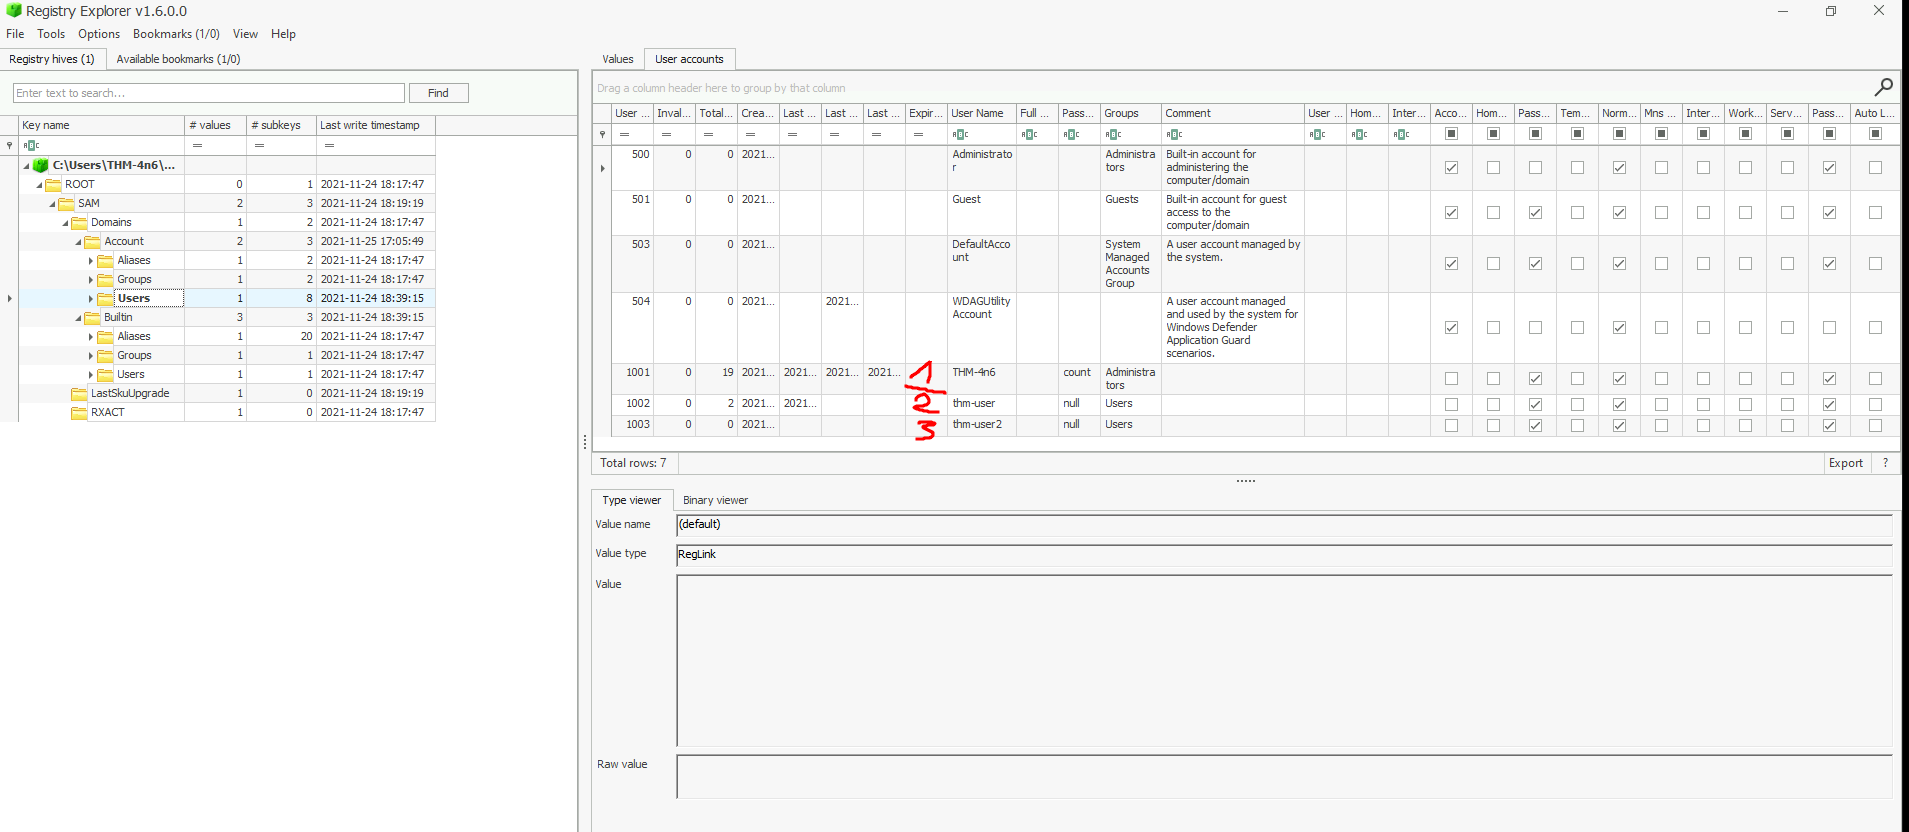 Registry Explorer v1.6.0.0
File Tools Options Bookmarks (1/0) View Help
Registry hives (1) Available bookmarks (1/0)
Enter text to search... Find
Key name # values # subkeys Last write timestamp
= = =
C:\Users\THM-4n6\...
ROOT 0 1 2021-11-24 18:17:47
SAM 2 3 2021-11-24 18:19:19
Domains 1 2 2021-11-24 18:17:47
Account 2 3 2021-11-25 17:05:49
Aliases 1 2 2021-11-24 18:17:47
Groups 1 2 2021-11-24 18:17:47
Users 1 8 2021-11-24 18:39:15
Builtin 3 3 2021-11-24 18:39:15
Aliases 1 20 2021-11-24 18:17:47
Groups 1 1 2021-11-24 18:17:47
Users 1 1 2021-11-24 18:17:47
LastSkuUpgrade 1 0 2021-11-24 18:19:19
RXACT 1 0 2021-11-24 18:17:47
Values User accounts
Drag a column header here to group by that column
User ... Inval... Total... Crea... Last ... Last ... Last ... Expir... User Name Full ... Pass... Groups Comment User ... Hom... Inter... Acco... Hom... Pass... Tem... Norm... Mns ... Inter... Work... Serv... Pass... Auto L...
= = = = = = = =
500 0 0 2021... Administrato Administra Built-in account for
r tors administering the
computer/domain
501 0 0 2021... Guest Guests Built-in account for guest
access to the
computer/domain
503 0 0 2021... DefaultAcco System A user account managed by
unt Managed the system.
Accounts
Group
504 0 0 2021... 2021... WDAGUtility A user account managed
Account and used by the system for
Windows Defender
Application Guard
scenarios.
1001 0 19 2021... 2021... 2021... 2021... 1 THM-4n6 count Administra
tors
1002 0 2 2021... 2021... 2 thm-user null Users
1003 0 0 2021... 3 thm-user2 null Users
Total rows: 7 Export ?
Type viewer Binary viewer
Value name (default)
Value type RegLink
Value
Raw value